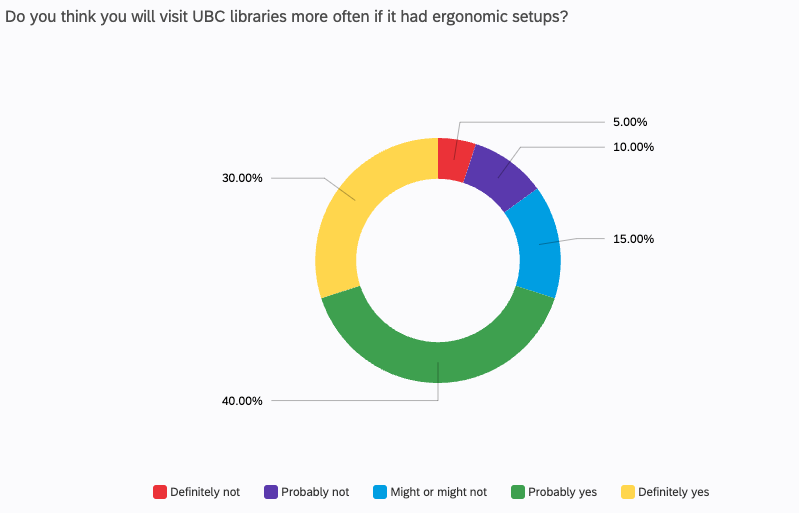 Do you think you will visit UBC libraries more often if it had ergonomic setups?
5.00%
10.00%
30.00%
15.00%
40.00%
Definitely not Probably not Might or might not Probably yes Definitely yes